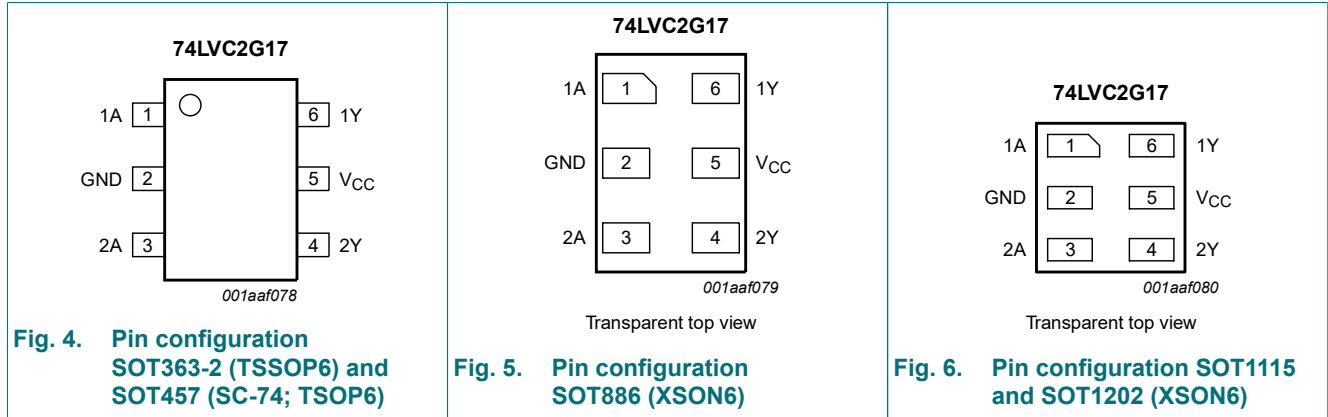 74LVC2G17
1A 1 6 1Y
GND 2 5 VCC
2A 3 4 2Y
001aaf078
Fig. 4. Pin configuration
SOT363-2 (TSSOP6) and
SOT457 (SC-74; TSOP6)
74LVC2G17
1A 1 6 1Y
GND 2 5 VCC
2A 3 4 2Y
001aaf079
Transparent top view
Fig. 5. Pin configuration
SOT886 (XSON6)
74LVC2G17
1A 1 6 1Y
GND 2 5 VCC
2A 3 4 2Y
001aaf080
Transparent top view
Fig. 6. Pin configuration SOT1115
and SOT1202 (XSON6)